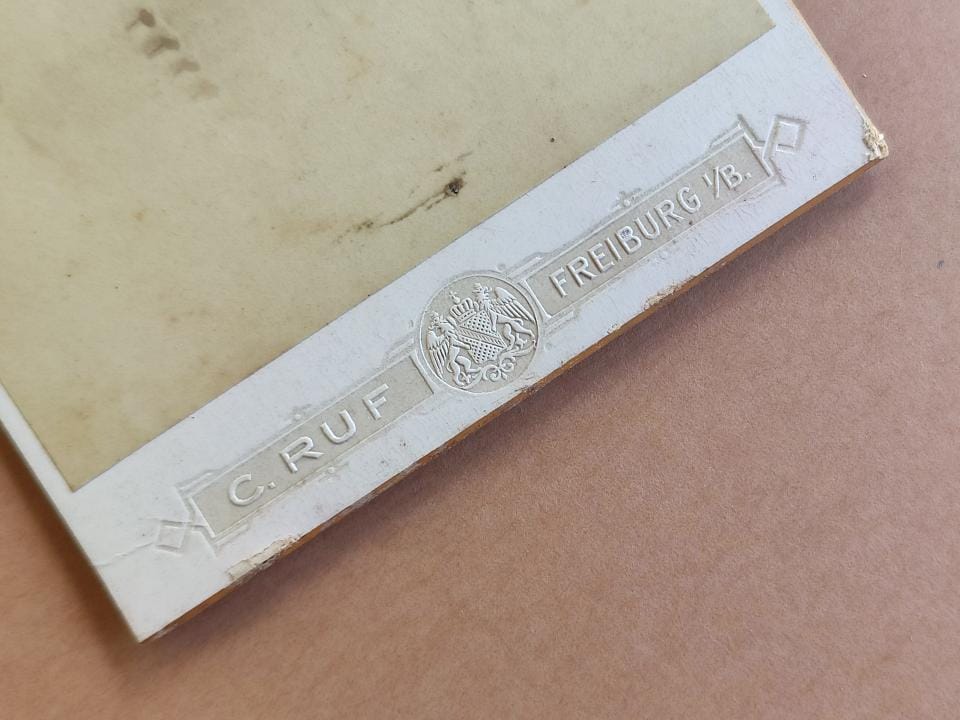 C. RUF FREIBURG I/B.